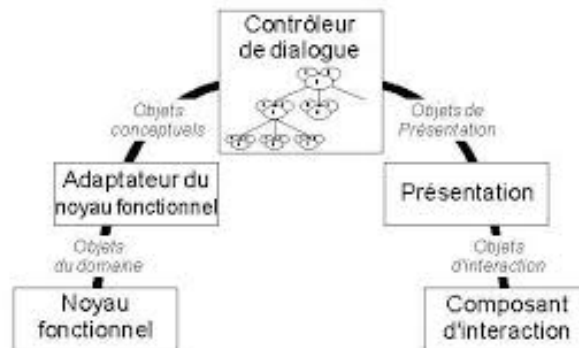 Contrôleur
de dialogue
Objets
conceptuels
Objets de
Présentation
Adaptateur du
noyau fonctionnel
Présentation
Objets
du domaine
Objets
d'interaction
Noyau
fonctionnel
Composant
d'interaction